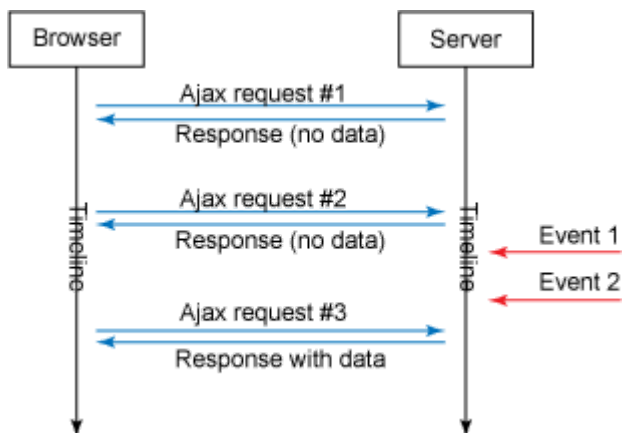 Browser
Server
Ajax request #1
Response (no data)
Ajax request #2
Response (no data)
Timeline
Timeline
Event 1
Event 2
Ajax request #3
Response with data